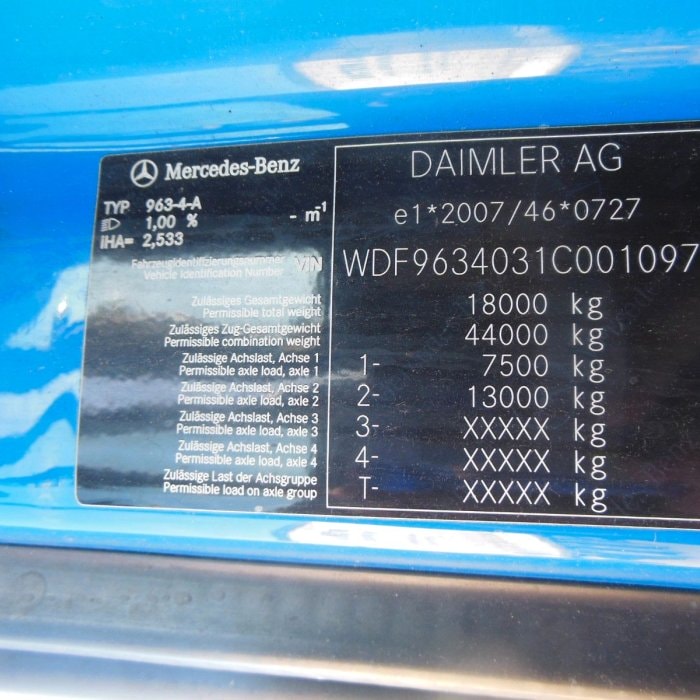 Mercedes-Benz
DAIMLER AG
TYP 963-4-A
1,00 % - m⁻¹
IHA= 2,533
e1*2007/46*0727
Fahrzeugidentifizierungsnummer
Vehicle Identification Number VIN WDF9634031C001097
Zulässiges Gesamtgewicht
Permissible total weight 18000 kg
Zulässiges Zug-Gesamtgewicht
Permissible combination weight 44000 kg
Zulässige Achslast, Achse 1
Permissible axle load, axle 1 1- 7500 kg
Zulässige Achslast, Achse 2
Permissible axle load, axle 2 2- 13000 kg
Zulässige Achslast, Achse 3
Permissible axle load, axle 3 3- XXXXX kg
Zulässige Achslast, Achse 4
Permissible axle load, axle 4 4- XXXXX kg
Zulässige Last der Achsgruppe
Permissible load on axle group T- XXXXX kg